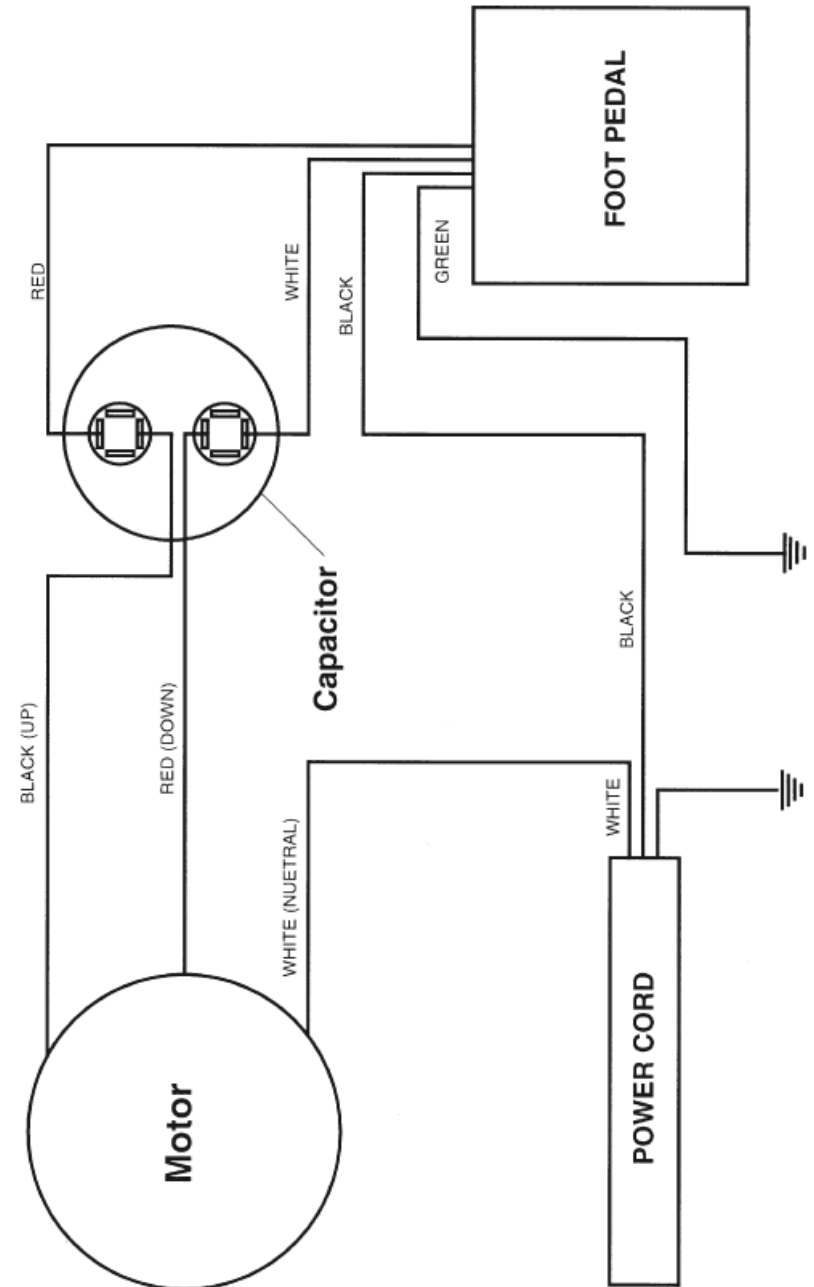 FOOT PEDAL
RED
WHITE
BLACK
GREEN
Capacitor
BLACK
BLACK (UP)
RED (DOWN)
WHITE (NUETRAL)
WHITE
Motor
POWER CORD